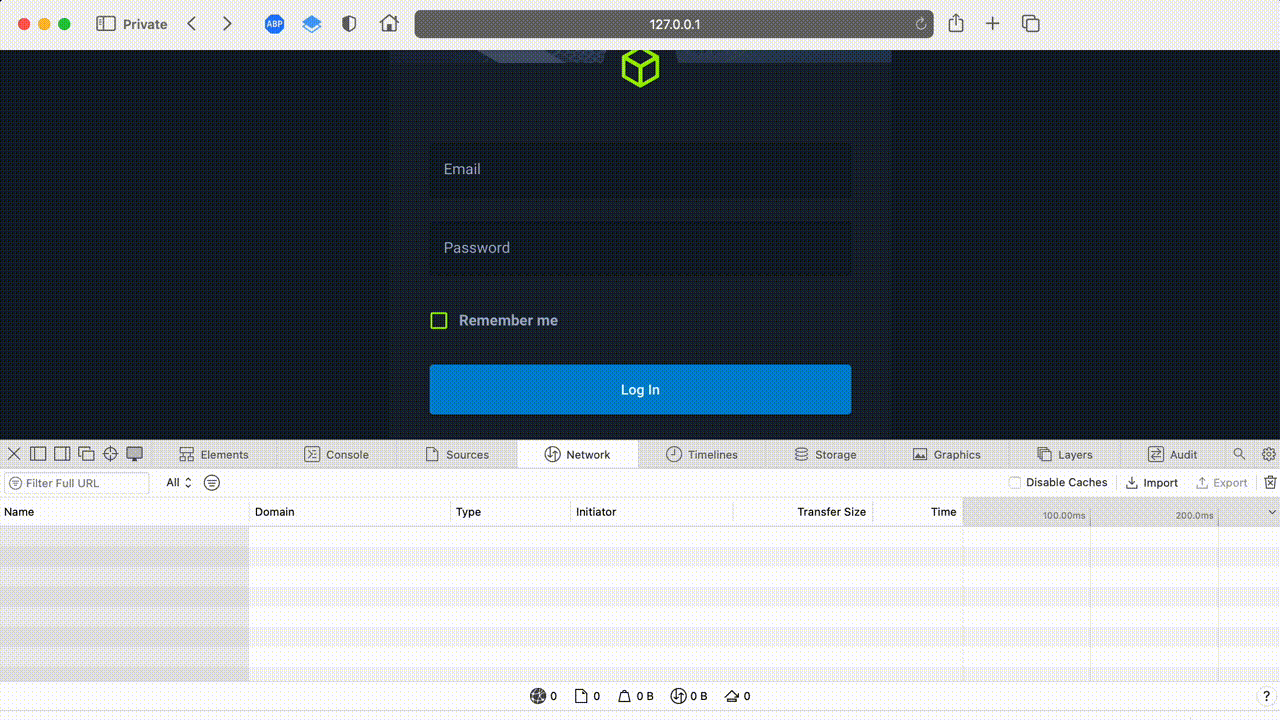 Private
ABP
127.0.0.1
Email
Password
Remember me
Log In
Elements Console Sources Network Timelines Storage Graphics Layers Audit
Filter Full URL All Disable Caches Import Export
Name Domain Type Initiator Transfer Size Time 100.00ms 200.0ms
0 0 0 B 0 B 0 ?